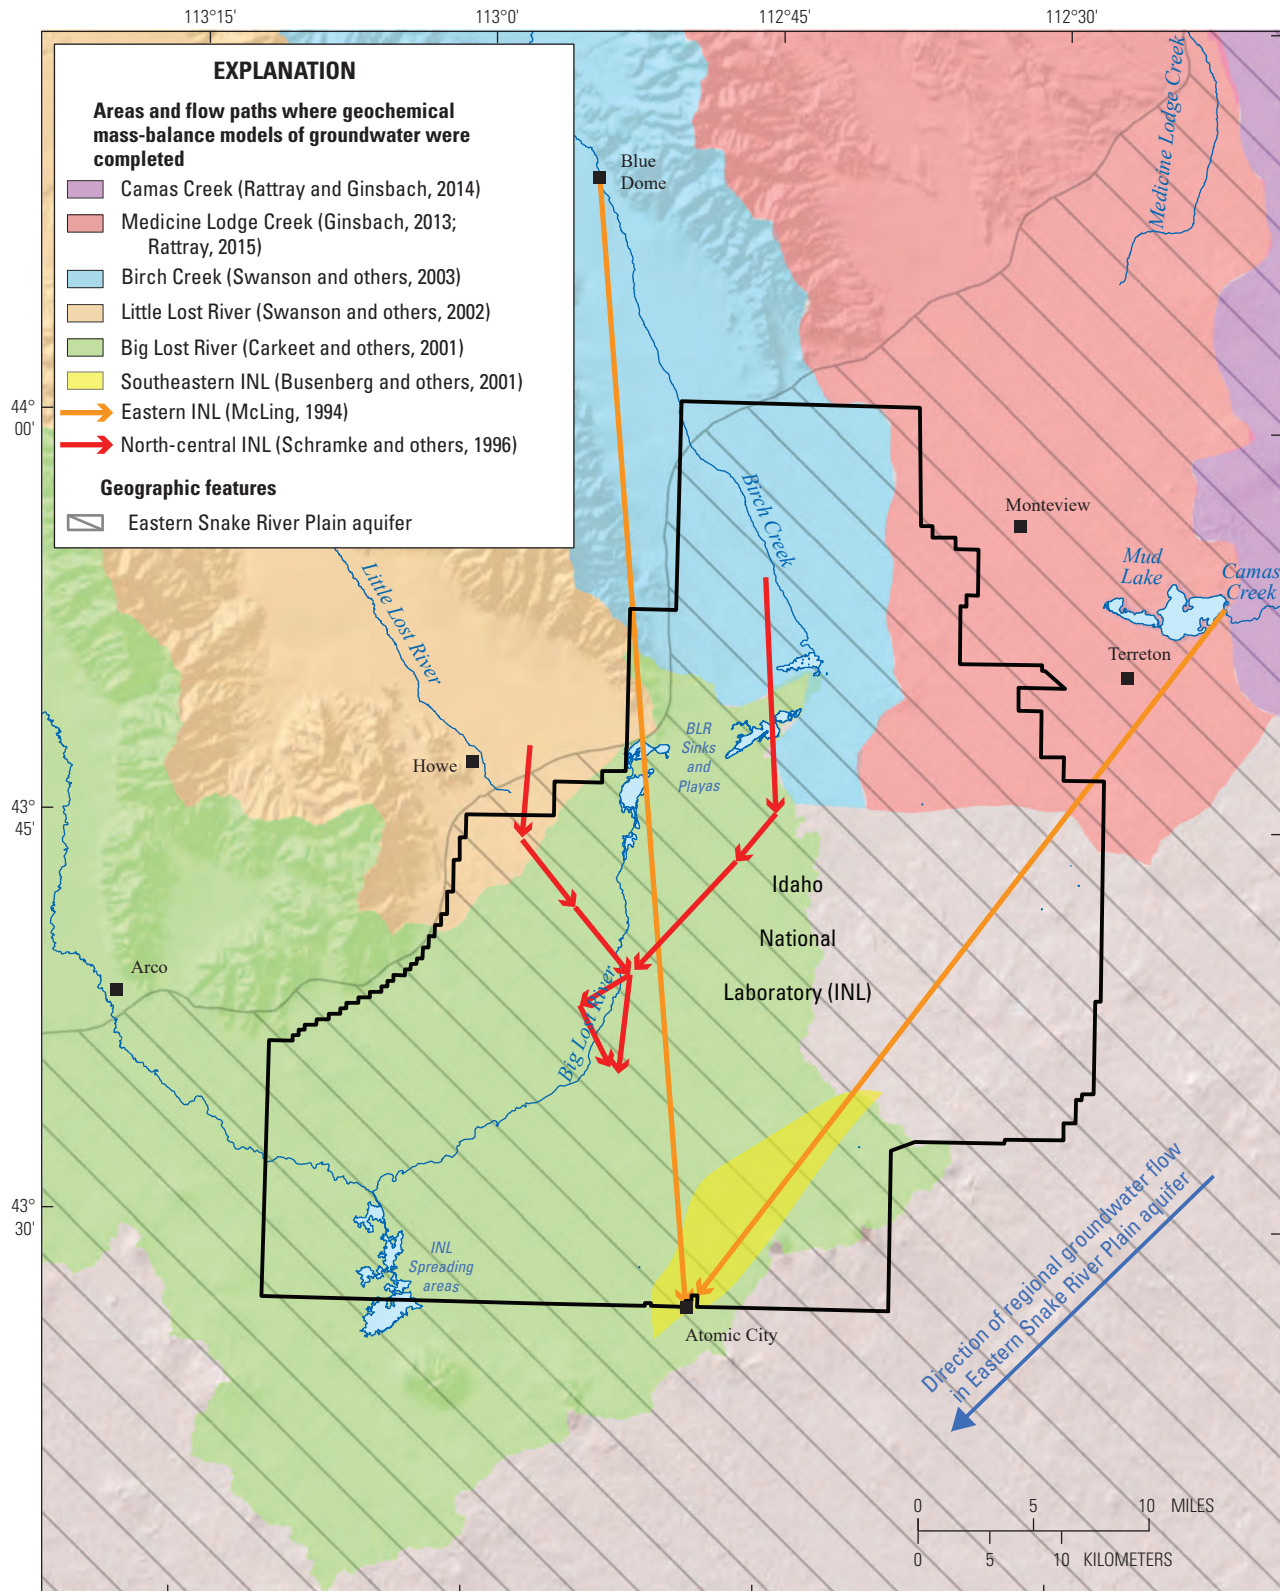 113°15'
113°0'
112°45'
112°30'
EXPLANATION
Areas and flow paths where geochemical
mass-balance models of groundwater were
completed
Camas Creek (Rattray and Ginsbach, 2014)
Medicine Lodge Creek (Ginsbach, 2013;
Rattray, 2015)
Birch Creek (Swanson and others, 2003)
Little Lost River (Swanson and others, 2002)
Big Lost River (Carkeet and others, 2001)
Southeastern INL (Busenberg and others, 2001)
Eastern INL (McLing, 1994)
North-central INL (Schramke and others, 1996)
Geographic features
Eastern Snake River Plain aquifer
Blue
Dome
Medicine Lodge Creek
44°
00'
Birch Creek
Monteview
Mud
Lake
Camas
Creek
Little Lost River
Terreton
BLR
Sinks
and
Playas
Howe
43°
45'
Idaho
National
Laboratory (INL)
Arco
Big Lost River
43°
30'
INL
Spreading
areas
Direction of regional groundwater flow
in Eastern Snake River Plain aquifer
Atomic City
0 5 10 MILES
0 5 10 KILOMETERS